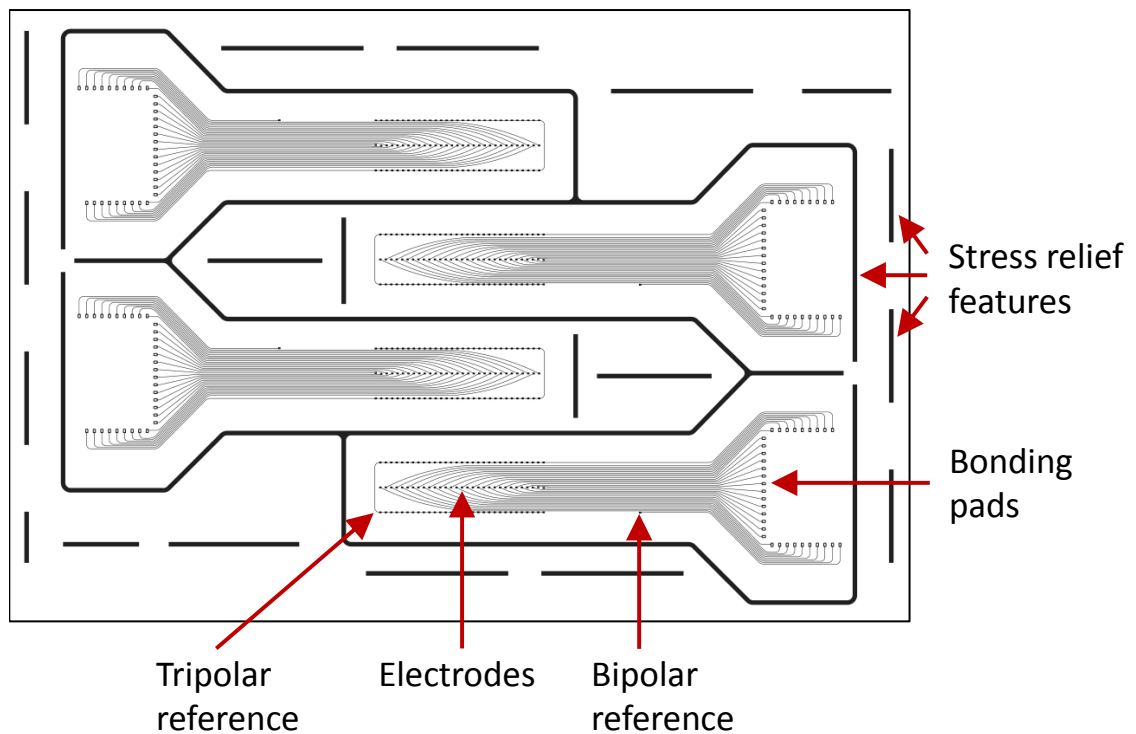 Stress relief
features
Bonding
pads
Tripolar
reference
Electrodes
Bipolar
reference